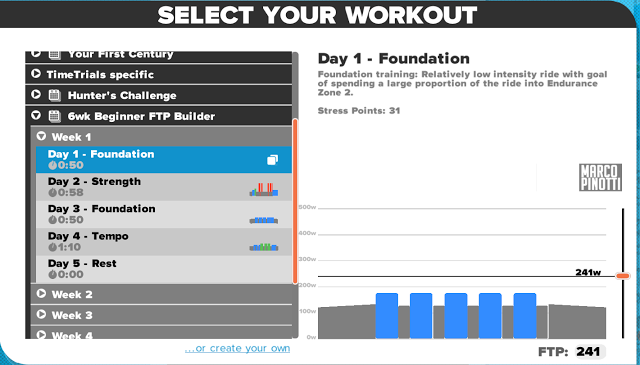 SELECT YOUR WORKOUT
Your First Century
TimeTrials specific
Hunter's Challenge
6wk Beginner FTP Builder
Week 1
Day 1 - Foundation
0:50
Day 2 - Strength
0:58
Day 3 - Foundation
0:50
Day 4 - Tempo
1:10
Day 5 - Rest
0:00
Week 2
Week 3
Week 4
...or create your own
Day 1 - Foundation
Foundation training: Relatively low intensity ride with goal
of spending a large proportion of the ride into Endurance
Zone 2.
Stress Points: 31
MARCO
PINOTTI
500w
400w
300w
241w
200w
100w
0w
FTP: 241